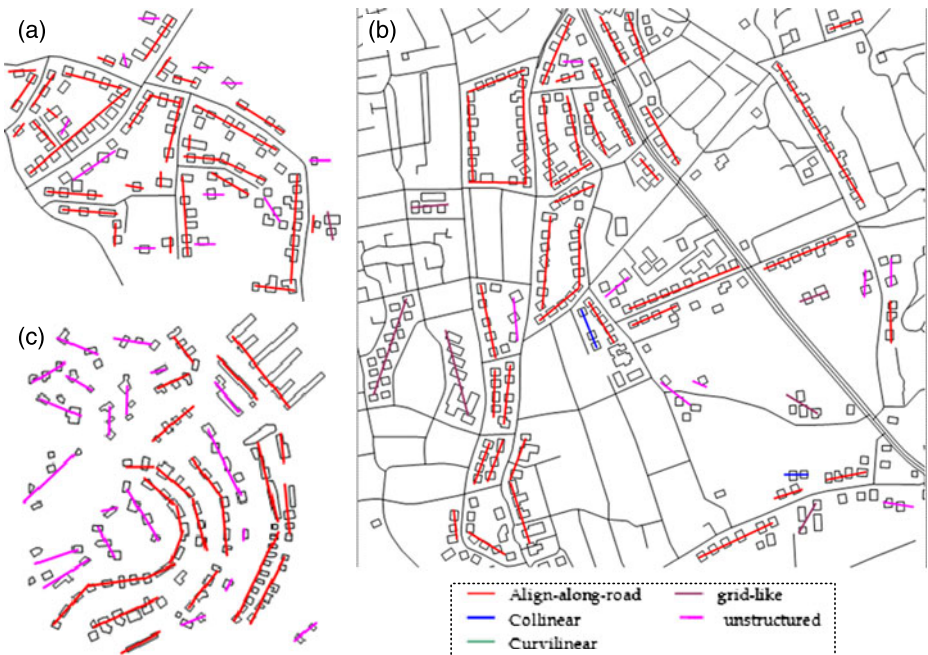 (a)
(b)
(c)
Align-along-road
Collinear
Curvilinear
grid-like
unstructured